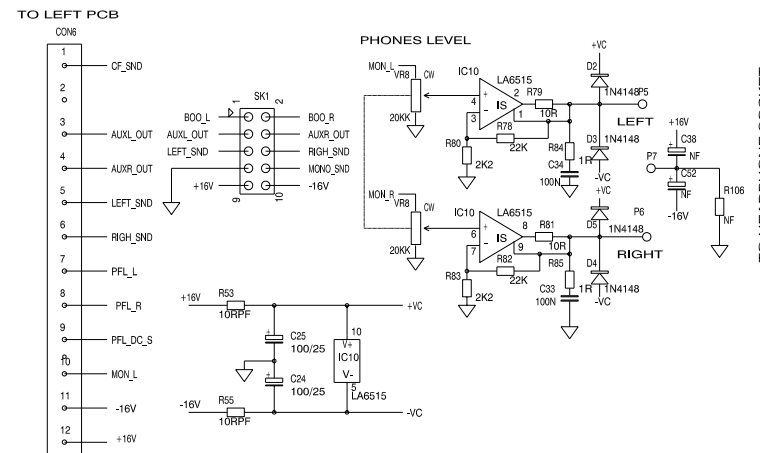 TO LEFT PCB
CON6
1
CF_SND
2
3
AUXL_OUT
4
AUXR_OUT
5
LEFT_SND
6
RIGH_SND
7
PFL_L
8
PFL_R
9
PFL_DC_S
10
MON_L
11
-16V
12
+16V
SK1
1
2
BOO_L
BOO_R
AUXL_OUT
AUXR_OUT
LEFT_SND
RIGH_SND
MONO_SND
+16V
-16V
9
10
PHONES LEVEL
MON_L
VR8
CW
20KK
IC10
LA6515
4
+
IS
3
-
2
1
R79
10R
R78
22K
R80
2K2
R84
1R
C34
100N
+VC
D2
1N4148
P5
LEFT
D3
1N4148
-VC
+16V
C38
NF
P7
C52
NF
-16V
R106
NF
MON_R
VR8
CW
20KK
IC10
LA6515
6
+
IS
7
-
8
9
R81
10R
R82
22K
R83
2K2
R85
1R
C33
100N
+VC
D5
1N4148
P6
RIGHT
D4
1N4148
-VC
+16V
R53
10RPF
+VC
C25
100/25
C24
100/25
10
V+
IC10
V-
5
LA6515
-16V
R55
10RPF
-VC